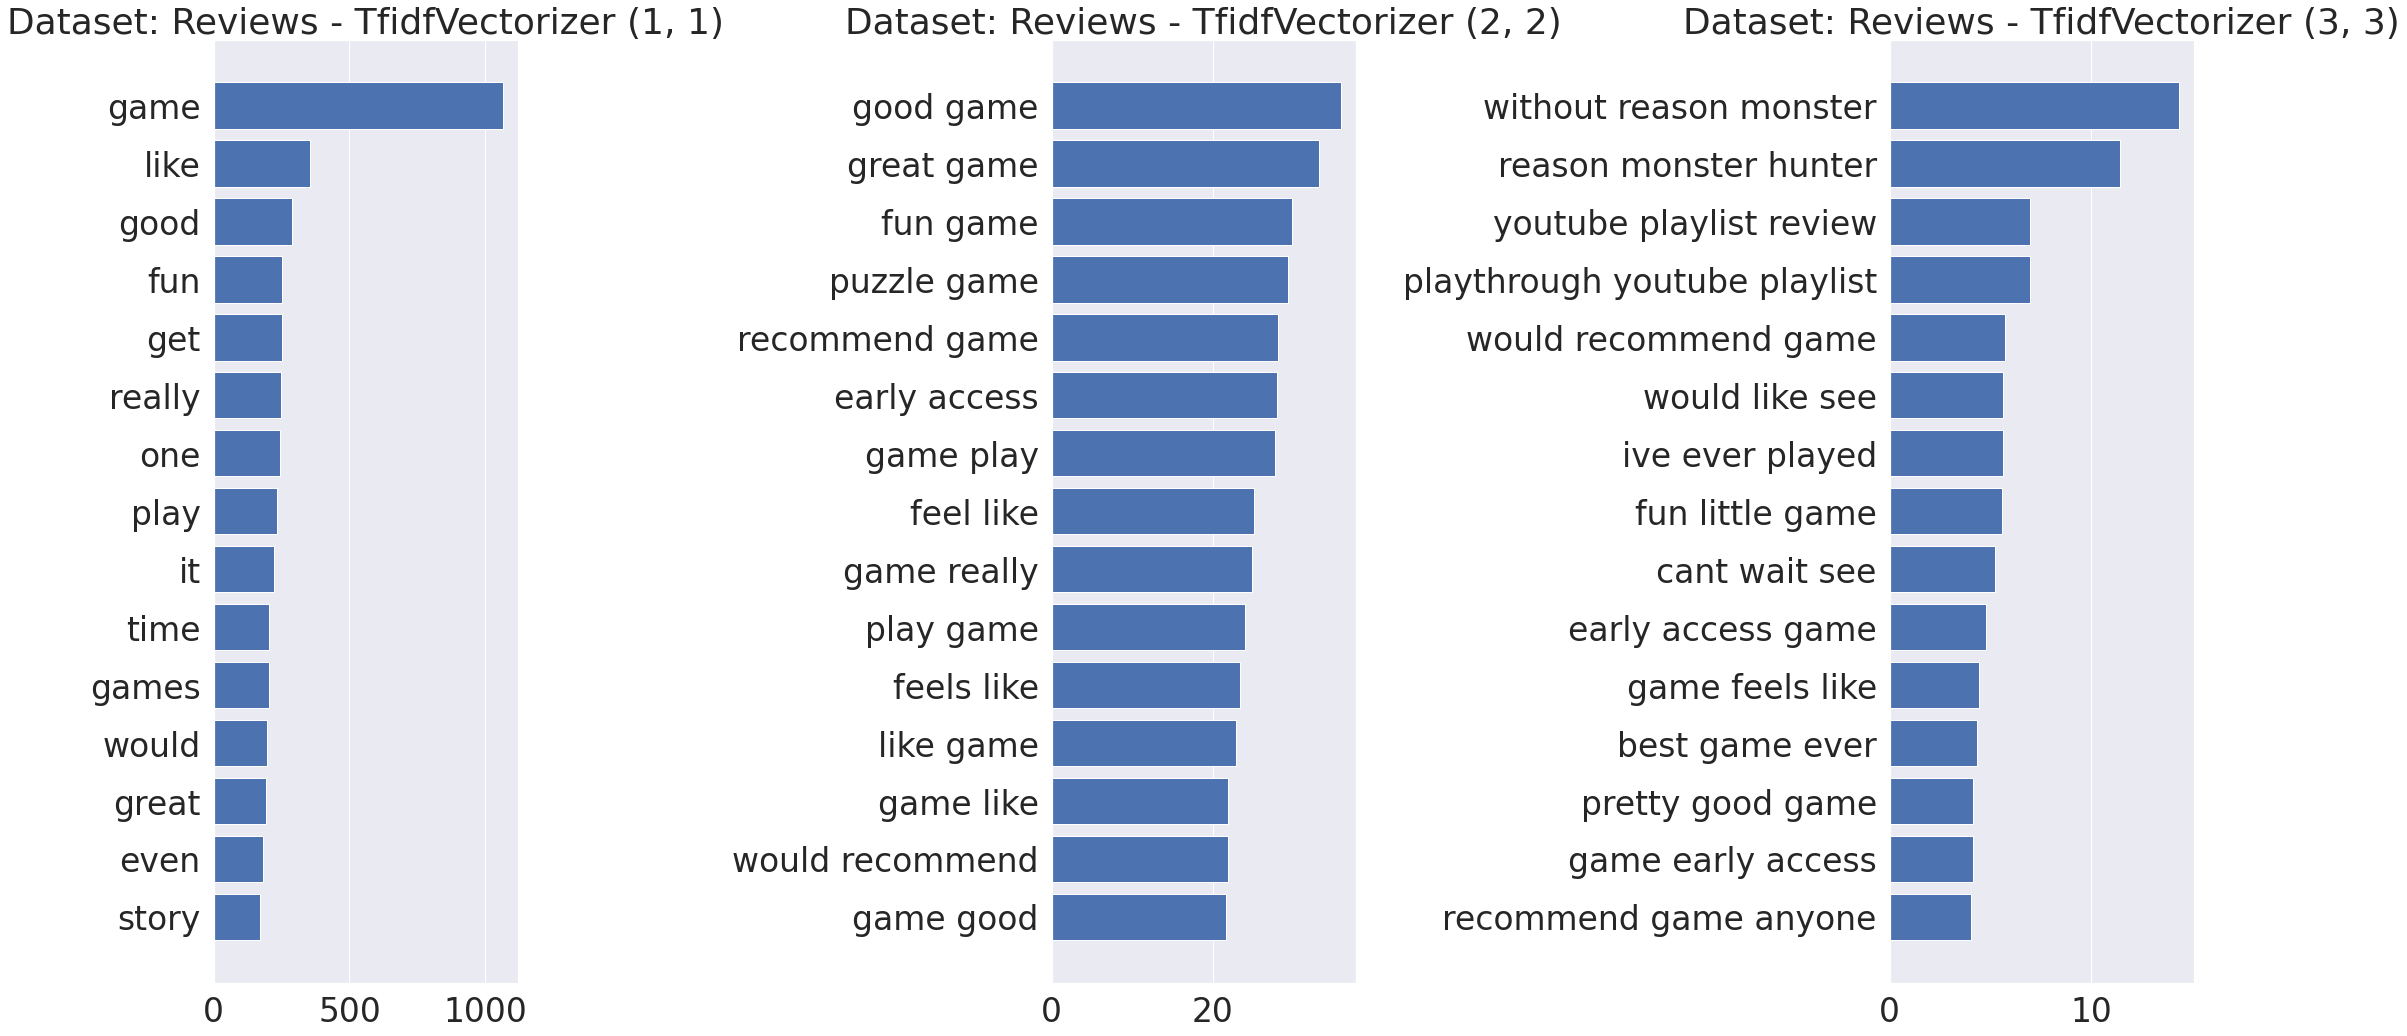 Dataset: Reviews - TfidfVectorizer (1, 1)
game
like
good
fun
get
really
one
play
it
time
games
would
great
even
story
0 500 1000
Dataset: Reviews - TfidfVectorizer (2, 2)
good game
great game
fun game
puzzle game
recommend game
early access
game play
feel like
game really
play game
feels like
like game
game like
would recommend
game good
0 20
Dataset: Reviews - TfidfVectorizer (3, 3)
without reason monster
reason monster hunter
youtube playlist review
playthrough youtube playlist
would recommend game
would like see
ive ever played
fun little game
cant wait see
early access game
game feels like
best game ever
pretty good game
game early access
recommend game anyone
0 10